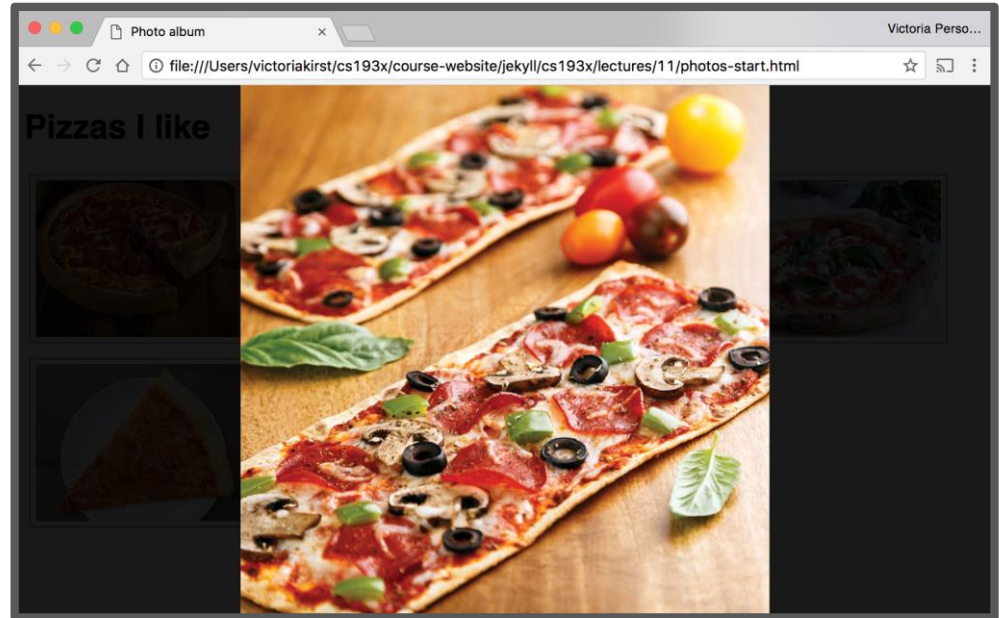 Photo album
Victoria Perso...
file:///Users/victoriakirst/cs193x/course-website/jekyll/cs193x/lectures/11/photos-start.html
Pizzas I like